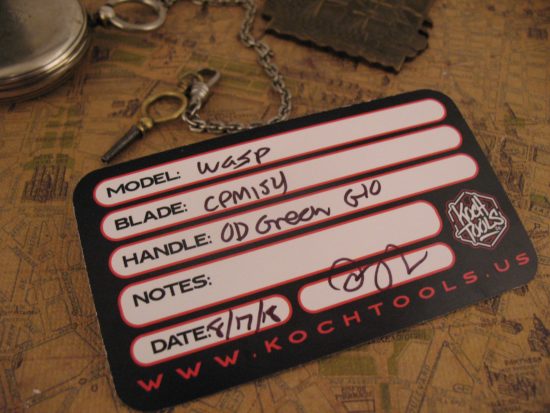 MODEL: Wasp
BLADE: CPM154
HANDLE: OD Green G10
NOTES:
DATE: 8/17/18
KOCH TOOLS
WWW.KOCHTOOLS.US